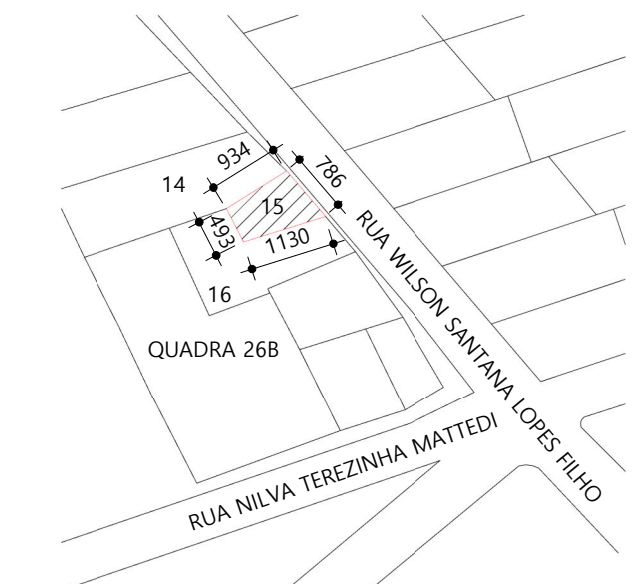 934
786
14
15
493
1130
16
RUA WILSON SANTANA LOPES FILHO
QUADRA 26B
RUA NILVA TEREZINHA MATTEDI